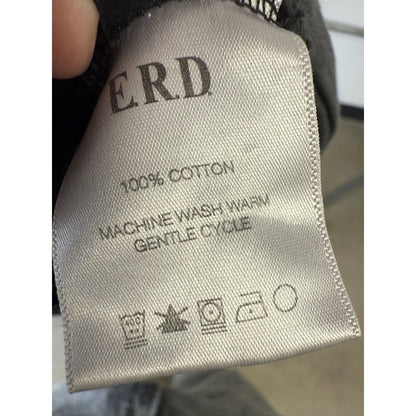 E.R.D.
100% COTTON
MACHINE WASH WARM
GENTLE CYCLE